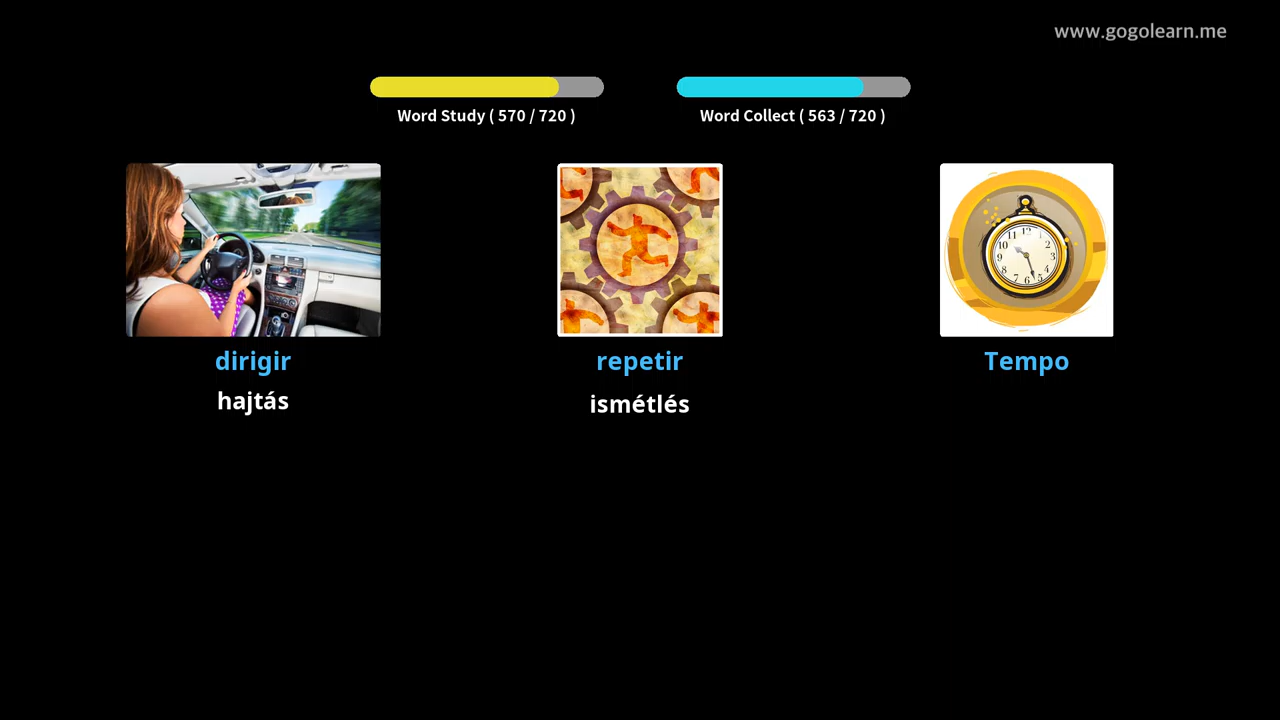 www.gogolearn.me
Word Study ( 570 / 720 )
Word Collect ( 563 / 720 )
dirigir
repetir
Tempo
hajtás
ismétlés